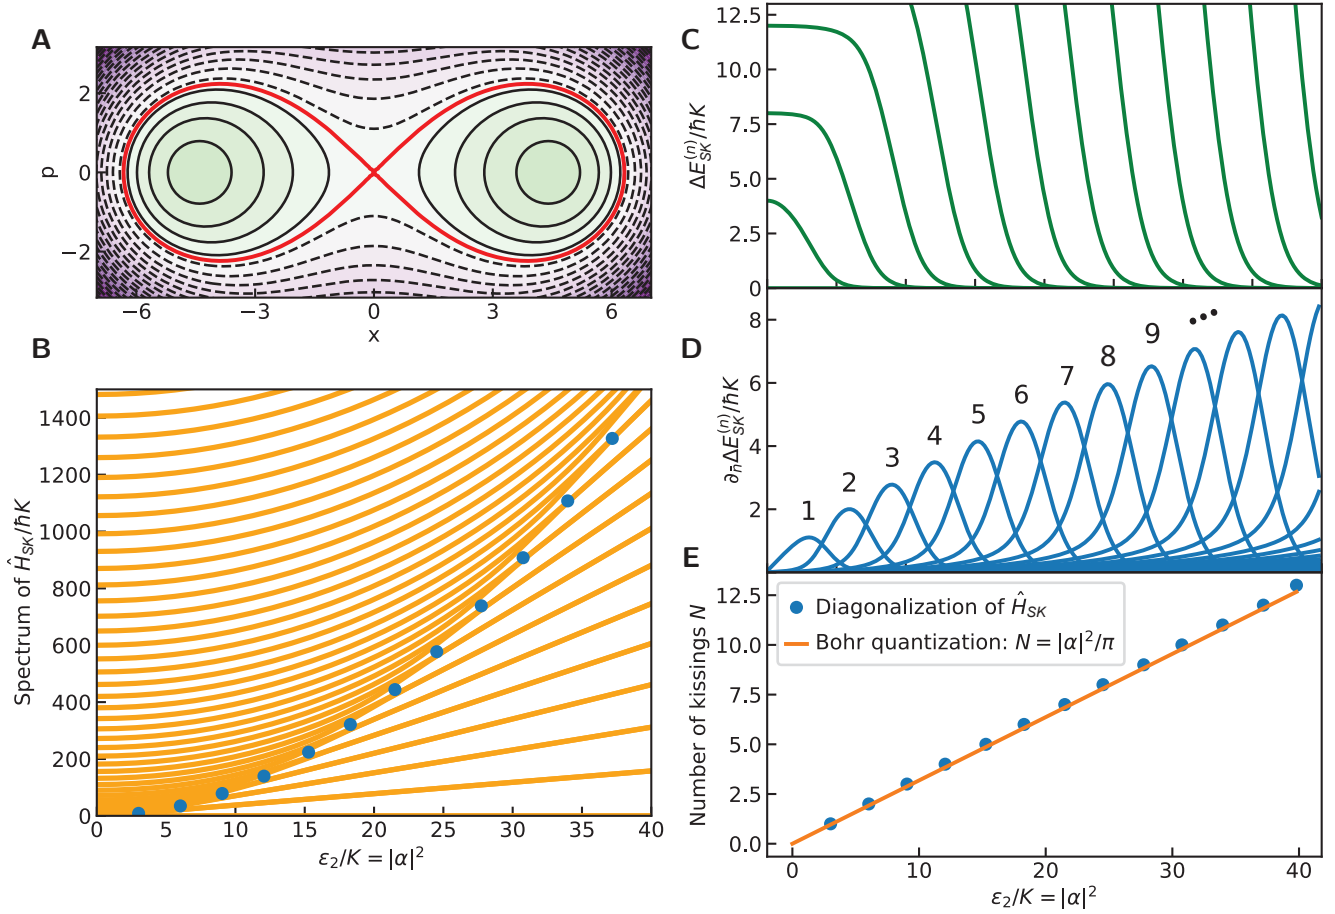 A
p
2
0
−2
−6
−3
0
3
6
x
B
Spectrum of Ĥ_SK/ħK
1400
1200
1000
800
600
400
200
0
0 5 10 15 20 25 30 35 40
ε₂/K = |α|²
C
ΔE_SK^(n)/ħK
12.5
10.0
7.5
5.0
2.5
0
D
∂_n̄ΔE_SK^(n)/ħK
8
6
4
2
1 2 3 4 5 6 7 8 9 •••
E
Number of kissings N
12.5
10.0
7.5
5.0
2.5
0.0
Diagonalization of Ĥ_SK
Bohr quantization: N = |α|²/π
0 10 20 30 40
ε₂/K = |α|²